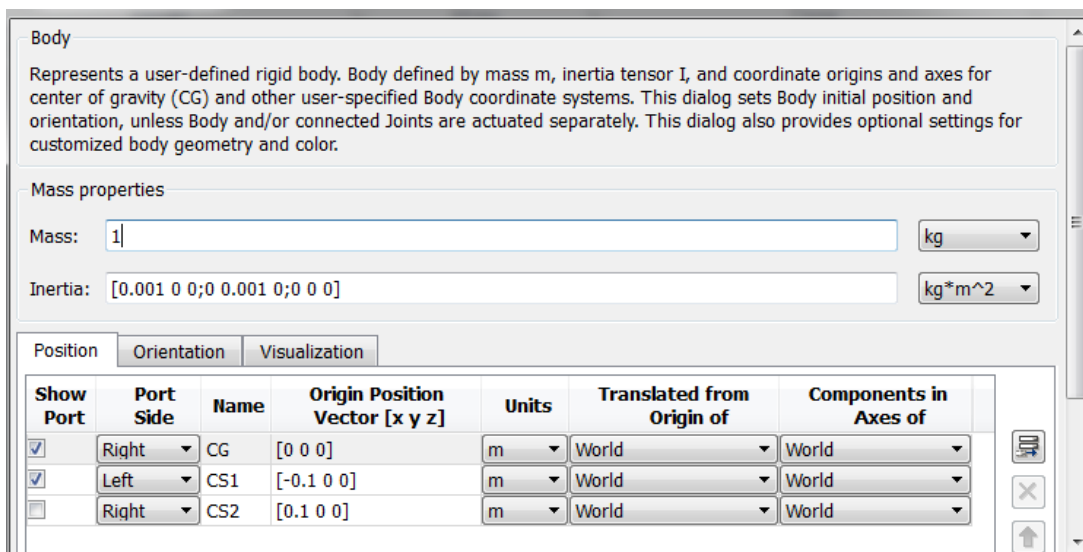 Body
Represents a user-defined rigid body. Body defined by mass m, inertia tensor I, and coordinate origins and axes for
center of gravity (CG) and other user-specified Body coordinate systems. This dialog sets Body initial position and
orientation, unless Body and/or connected Joints are actuated separately. This dialog also provides optional settings for
customized body geometry and color.
Mass properties
Mass: 1 kg
Inertia: [0.001 0 0;0 0.001 0;0 0 0] kg*m^2
Position Orientation Visualization
Show Port Origin Position Translated from Components in
Port Side Name Vector [x y z] Units Origin of Axes of
Right CG [0 0 0] m World World
Left CS1 [-0.1 0 0] m World World
Right CS2 [0.1 0 0] m World World